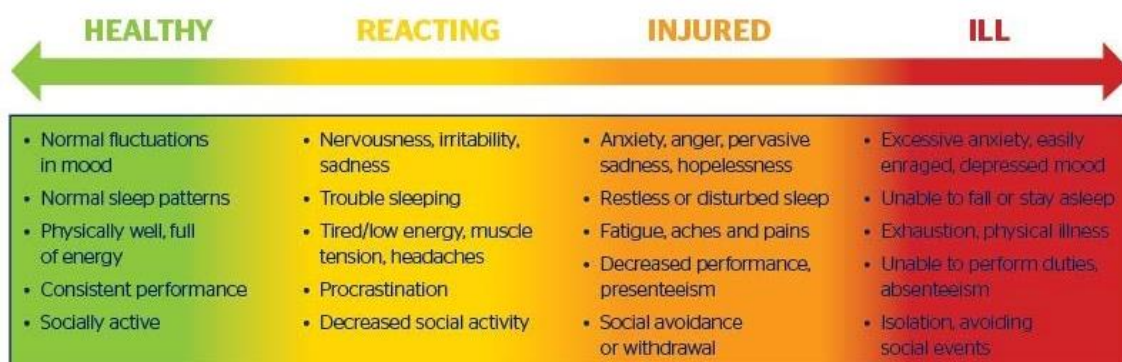 HEALTHY
REACTING
INJURED
ILL
• Normal fluctuations
in mood
• Normal sleep patterns
• Physically well, full
of energy
• Consistent performance
• Socially active
• Nervousness, irritability,
sadness
• Trouble sleeping
• Tired/low energy, muscle
tension, headaches
• Procrastination
• Decreased social activity
• Anxiety, anger, pervasive
sadness, hopelessness
• Restless or disturbed sleep
• Fatigue, aches and pains
• Decreased performance,
presenteeism
• Social avoidance
or withdrawal
• Excessive anxiety, easily
enraged, depressed mood
• Unable to fall or stay asleep
• Exhaustion, physical illness
• Unable to perform duties,
absenteeism
• Isolation, avoiding
social events